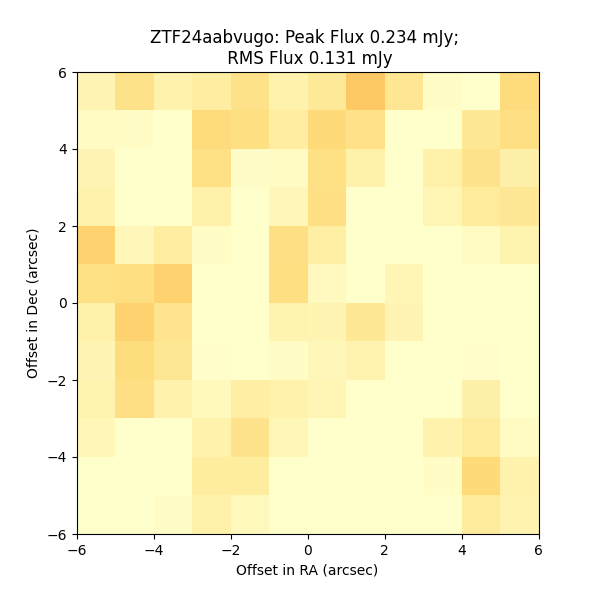 ZTF24aabvugo: Peak Flux 0.234 mJy;
RMS Flux 0.131 mJy
6
4
2
0
−2
−4
−6
Offset in Dec (arcsec)
−6 −4 −2 0 2 4 6
Offset in RA (arcsec)